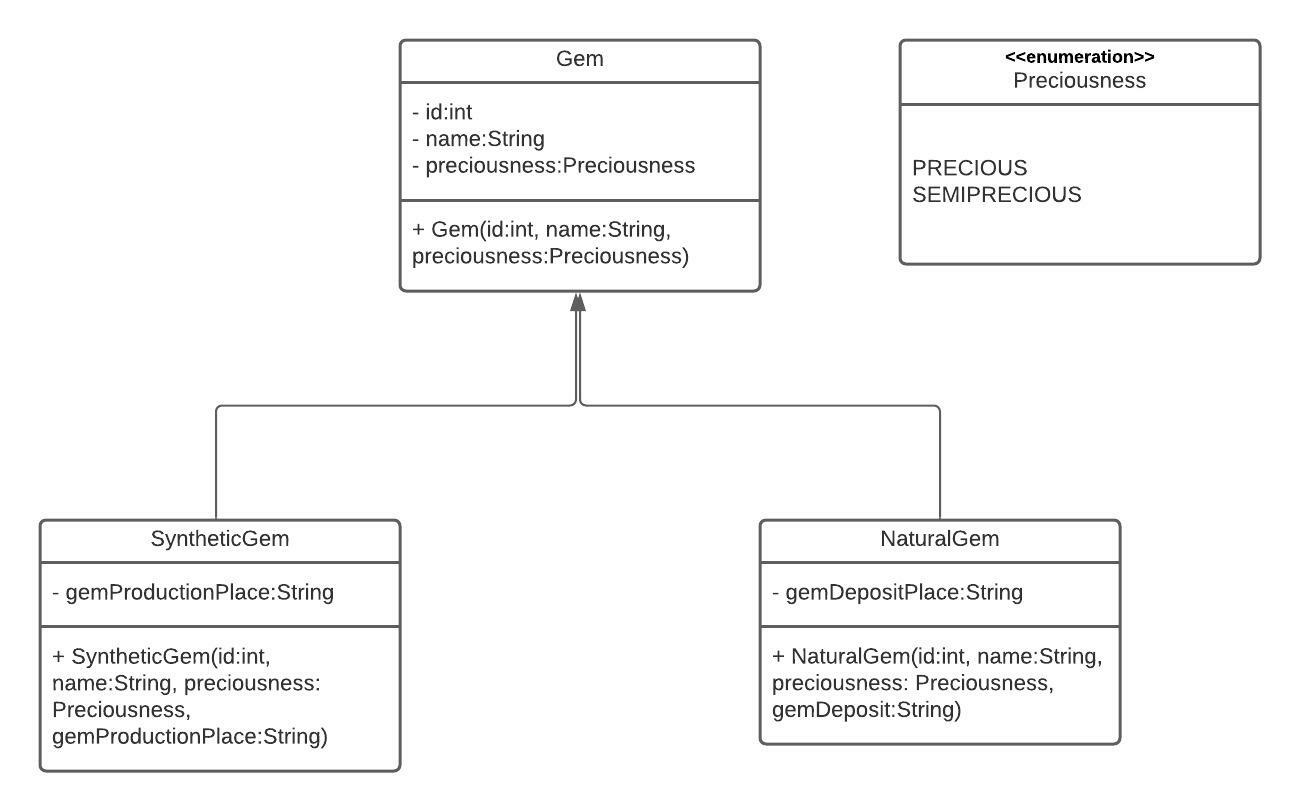 Gem
- id:int
- name:String
- preciousness:Preciousness
+ Gem(id:int, name:String,
preciousness:Preciousness)
<<enumeration>>
Preciousness
PRECIOUS
SEMIPRECIOUS
SyntheticGem
- gemProductionPlace:String
+ SyntheticGem(id:int,
name:String, preciousness:
Preciousness,
gemProductionPlace:String)
NaturalGem
- gemDepositPlace:String
+ NaturalGem(id:int, name:String,
preciousness: Preciousness,
gemDeposit:String)